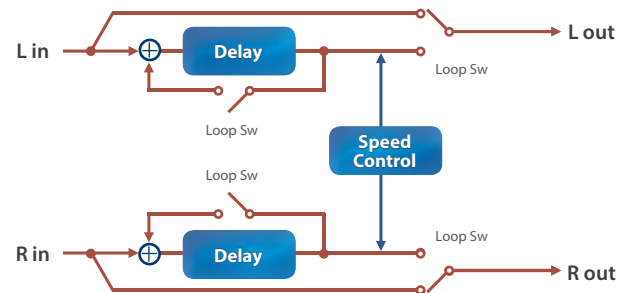 L in
Delay
L out
Loop Sw
Loop Sw
Speed
Control
Loop Sw
R in
Delay
Loop Sw
R out